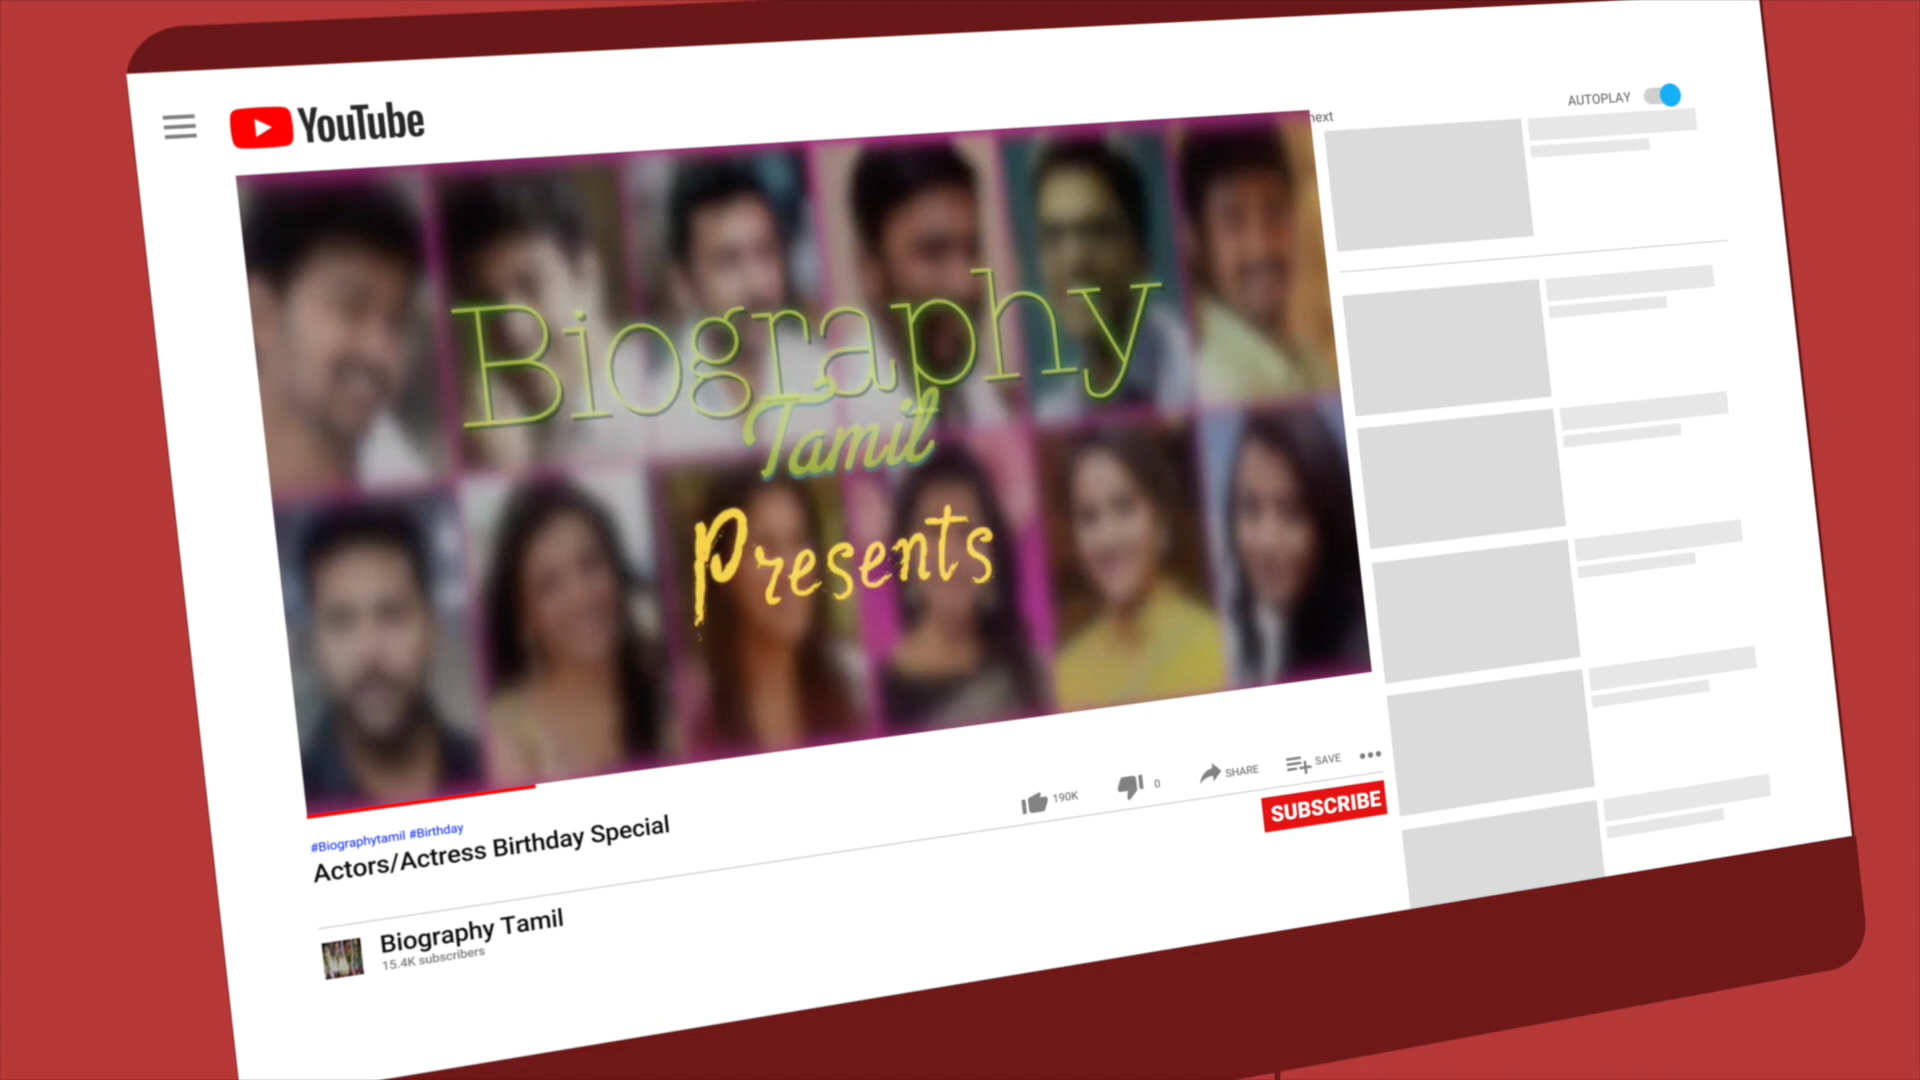 YouTube
next
AUTOPLAY
Biography
Tamil
Presents
190K
0
SHARE
SAVE
SUBSCRIBE
#Biographytamil #Birthday
Actors/Actress Birthday Special
Biography Tamil
15.4K subscribers